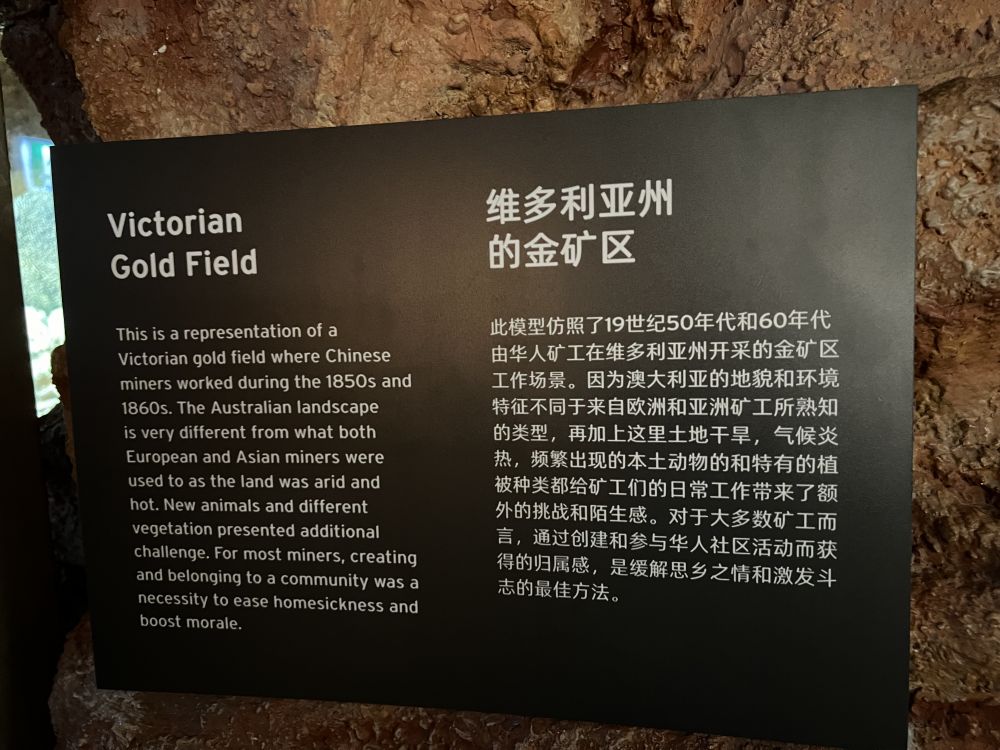 Victorian
Gold Field
This is a representation of a
Victorian gold field where Chinese
miners worked during the 1850s and
1860s. The Australian landscape
is very different from what both
European and Asian miners were
used to as the land was arid and
hot. New animals and different
vegetation presented additional
challenge. For most miners, creating
and belonging to a community was a
necessity to ease homesickness and
boost morale.
维多利亚州
的金矿区
此模型仿照了19世纪50年代和60年代
由华人矿工在维多利亚州开采的金矿区
工作场景。因为澳大利亚的地貌和环境
特征不同于来自欧洲和亚洲矿工所熟知
的类型，再加上这里土地干旱，气候炎
热，频繁出现的本土动物的和特有的植
被种类都给矿工们的日常工作带来了额
外的挑战和陌生感。对于大多数矿工而
言，通过创建和参与华人社区活动而获
得的归属感，是缓解思乡之情和激发斗
志的最佳方法。